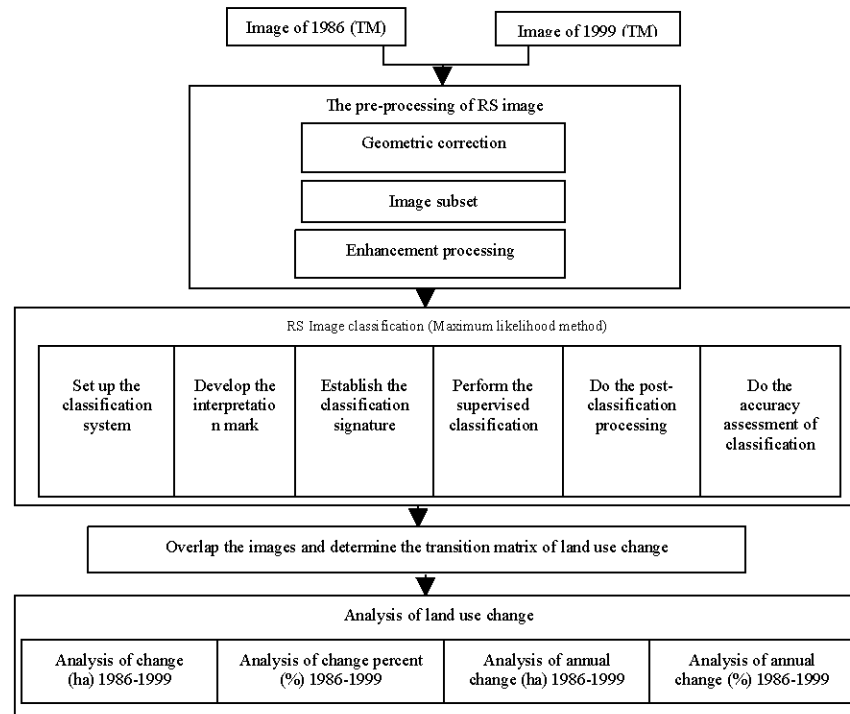 Image of 1986 (TM)
Image of 1999 (TM)
The pre-processing of RS image
Geometric correction
Image subset
Enhancement processing
RS Image classification (Maximum likelihood method)
Set up the
classification
system
Develop the
interpretatio
n mark
Establish the
classification
signature
Perform the
supervised
classification
Do the post-
classification
processing
Do the
accuracy
assessment of
classification
Overlap the images and determine the transition matrix of land use change
Analysis of land use change
Analysis of change
(ha) 1986-1999
Analysis of change percent
(%) 1986-1999
Analysis of annual
change (ha) 1986-1999
Analysis of annual
change (%) 1986-1999